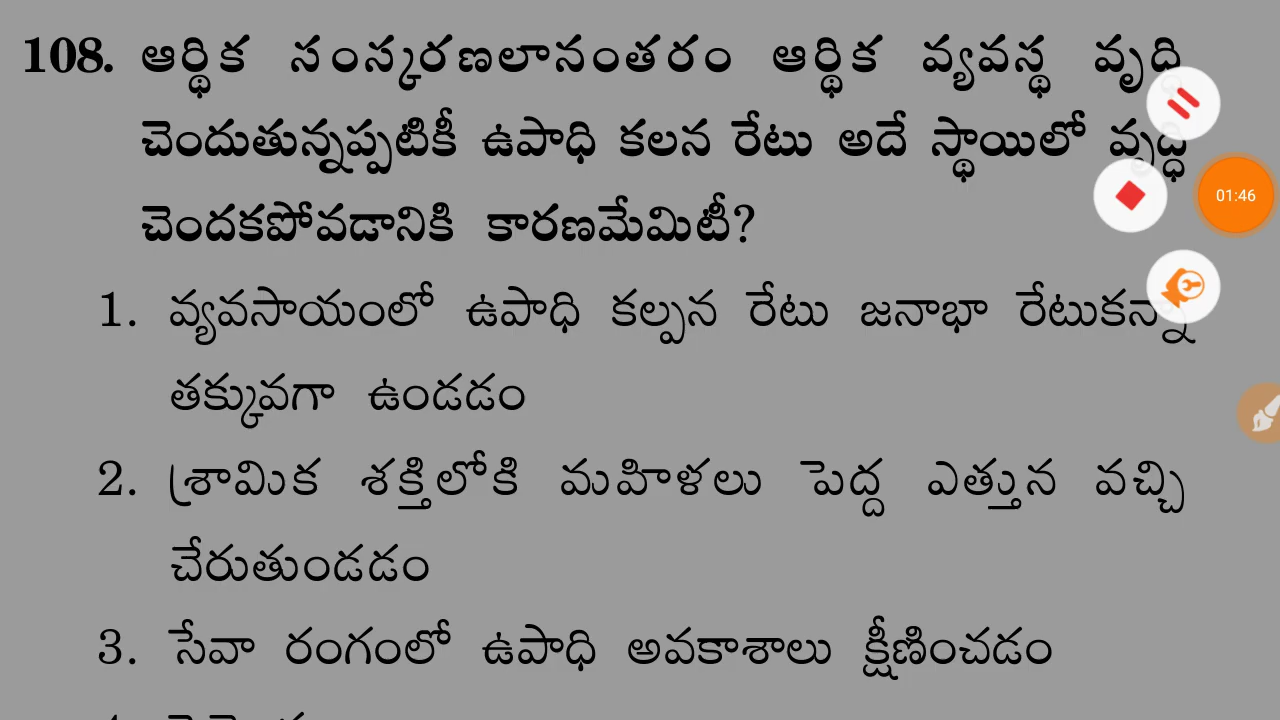 108. ఆర్థిక సంస్కరణలానంతరం ఆర్థిక వ్యవస్థ వృద్ధి
చెందుతున్నప్పటికీ ఉపాధి కలన రేటు అదే స్థాయిలో వృద్ధి
చెందకపోవడానికి కారణమేమిటీ?
1. వ్యవసాయంలో ఉపాధి కల్పన రేటు జనాభా రేటుకన్నా
తక్కువగా ఉండడం
2. శ్రామిక శక్తిలోకి మహిళలు పెద్ద ఎత్తున వచ్చి
చేరుతుండడం
3. సేవా రంగంలో ఉపాధి అవకాశాలు క్షీణించడం
01:46